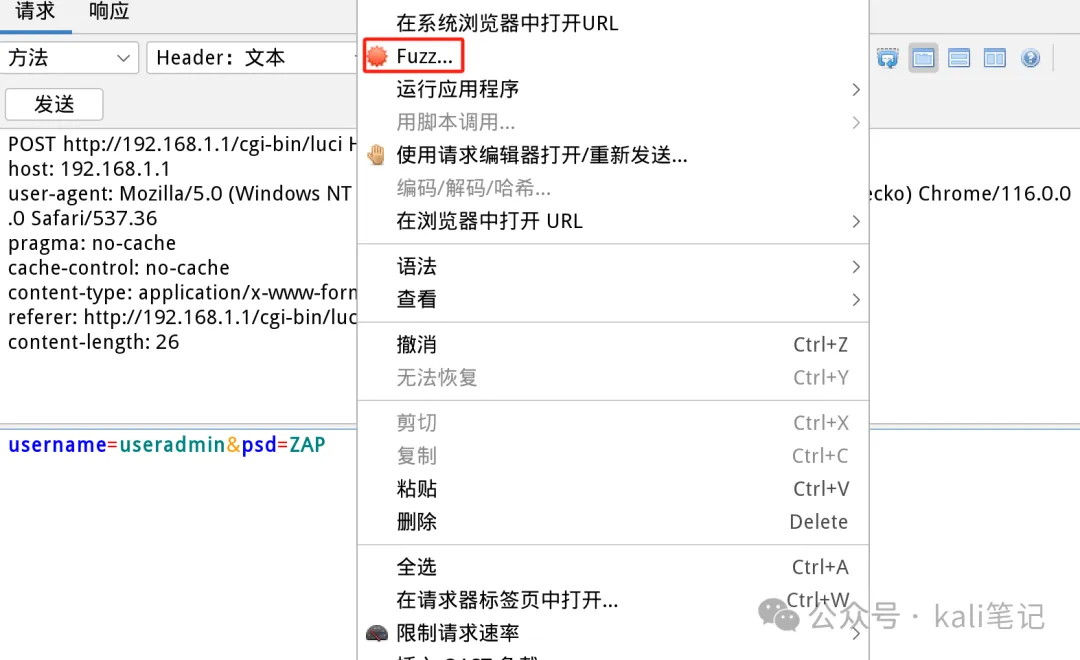 请求 响应
方法 Header: 文本
发送
POST http://192.168.1.1/cgi-bin/luci
host: 192.168.1.1
user-agent: Mozilla/5.0 (Windows NT
Chrome/116.0.0
.0 Safari/537.36
pragma: no-cache
cache-control: no-cache
content-type: application/x-www-form
referer: http://192.168.1.1/cgi-bin/luci
content-length: 26
username=useradmin&psd=ZAP
在系统浏览器中打开URL
Fuzz...
运行应用程序
用脚本调用...
使用请求编辑器打开/重新发送...
编码/解码/哈希...
在浏览器中打开 URL
语法
查看
撤消 Ctrl+Z
无法恢复 Ctrl+Y
剪切 Ctrl+X
复制 Ctrl+C
粘贴 Ctrl+V
删除 Delete
全选 Ctrl+A
在请求器标签页中打开... Ctrl+W
限制请求速率
公众号 · kali笔记